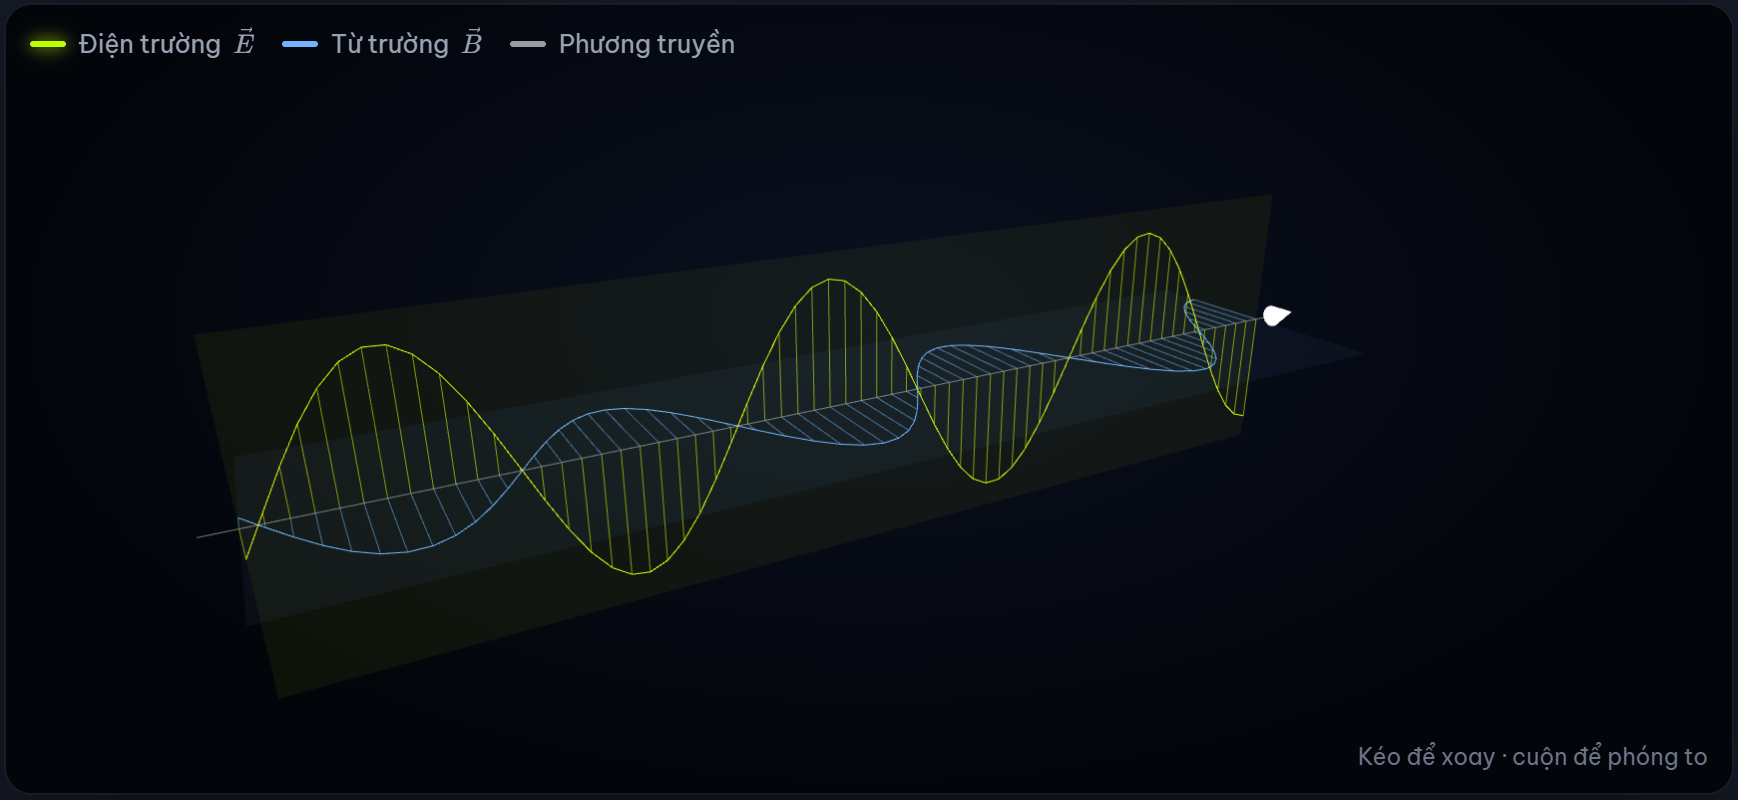 Điện trường E⃗ Từ trường B⃗ Phương truyền
Kéo để xoay · cuộn để phóng to